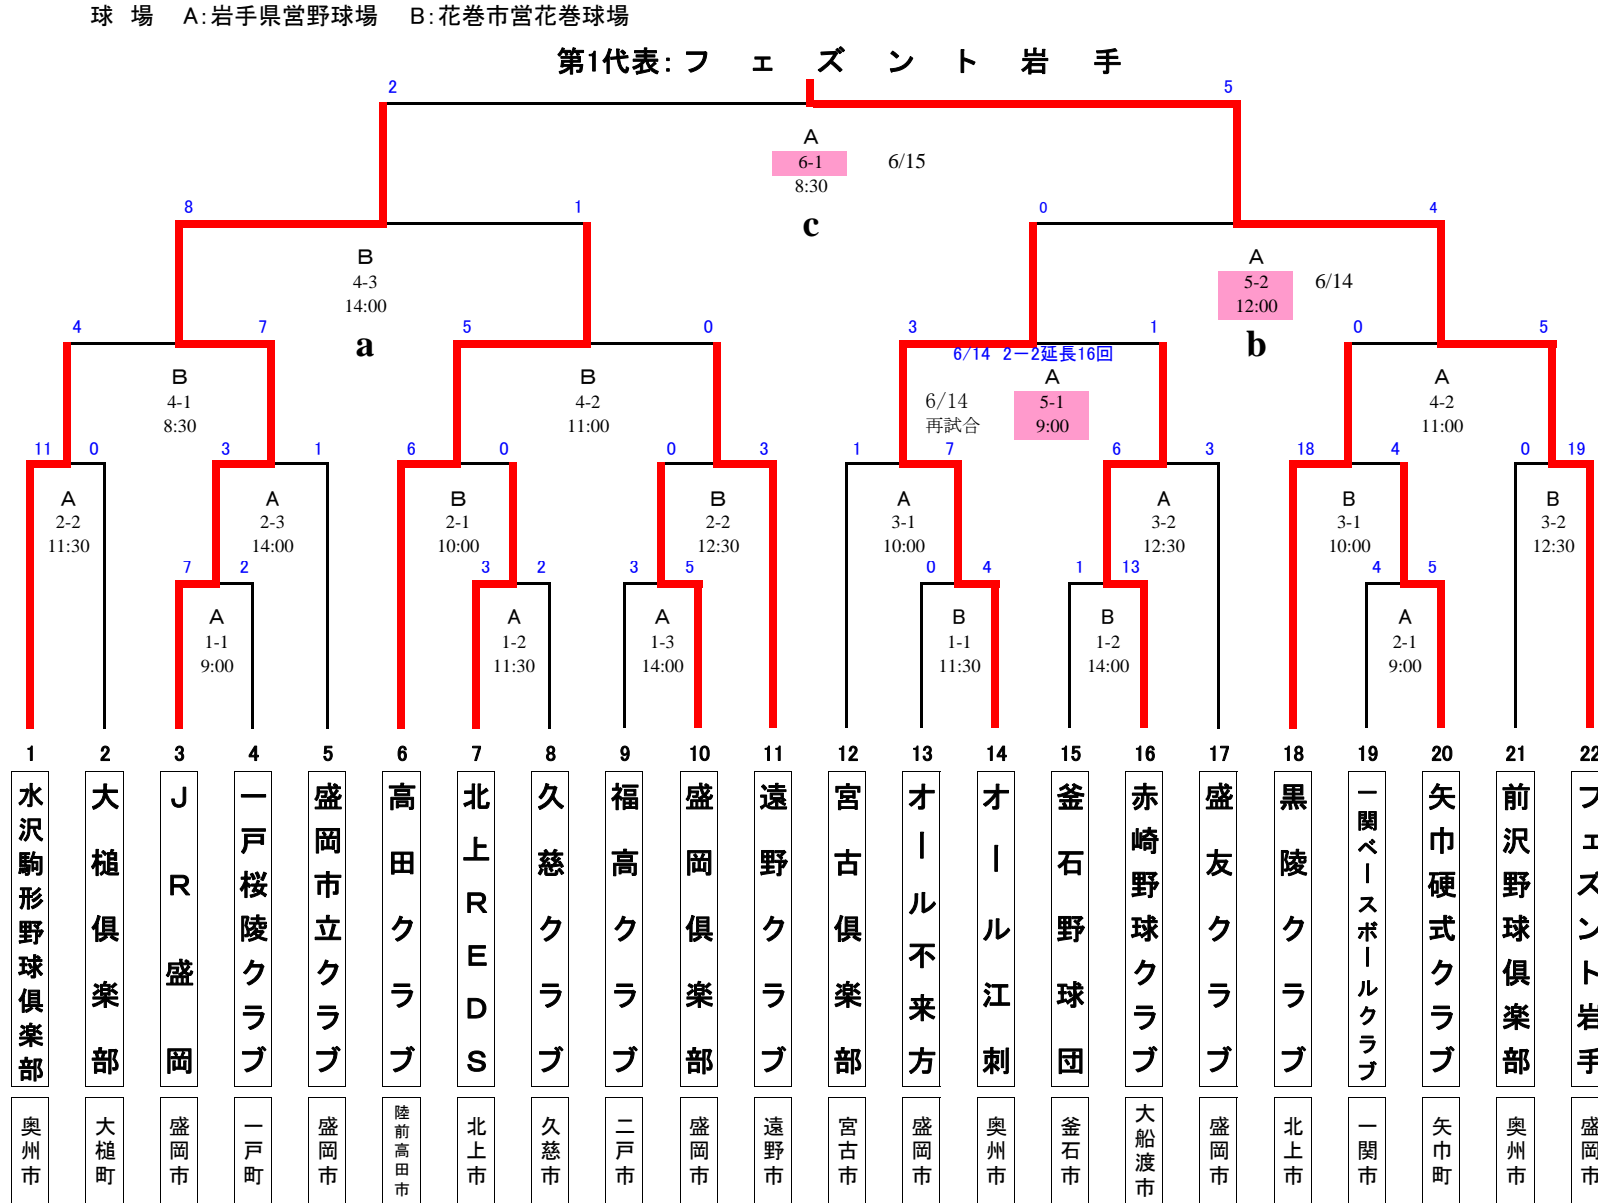 球 場 A：岩手県営野球場 B：花巻市営花巻球場
第1代表：フェズント岩手
2 5
A
6-1 6/15
8:30
c
8 1 0 4
B
4-3
14:00
a
A
5-2 6/14
12:00
b
4 7 5 0 3 1 0 5
6/14 2－2延長16回
B
4-1
8:30
B
4-2
11:00
6/14
再試合
A
5-1
9:00
A
4-2
11:00
11 0 3 1 6 0 0 3 1 7 6 3 18 4 0 19
A
2-2
11:30
A
2-3
14:00
B
2-1
10:00
B
2-2
12:30
A
3-1
10:00
A
3-2
12:30
B
3-1
10:00
B
3-2
12:30
7 2 3 2 3 5 0 4 1 13 4 5
A
1-1
9:00
A
1-2
11:30
A
1-3
14:00
B
1-1
11:30
B
1-2
14:00
A
2-1
9:00
1 2 3 4 5 6 7 8 9 10 11 12 13 14 15 16 17 18 19 20 21 22
水沢駒形野球倶楽部
大槌倶楽部
JR盛岡
一戸桜陵クラブ
盛岡市立クラブ
高田クラブ
北上REDS
久慈クラブ
福高クラブ
盛岡倶楽部
遠野クラブ
宮古倶楽部
オール不来方
オール江刺
釜石野球団
赤崎野球クラブ
盛友クラブ
黒陵クラブ
一関ベースボールクラブ
矢巾硬式クラブ
前沢野球倶楽部
フェズント岩手
奥州市
大槌町
盛岡市
一戸町
盛岡市
陸前高田市
北上市
久慈市
二戸市
盛岡市
遠野市
宮古市
盛岡市
奥州市
釜石市
大船渡市
盛岡市
北上市
一関市
矢巾町
奥州市
盛岡市